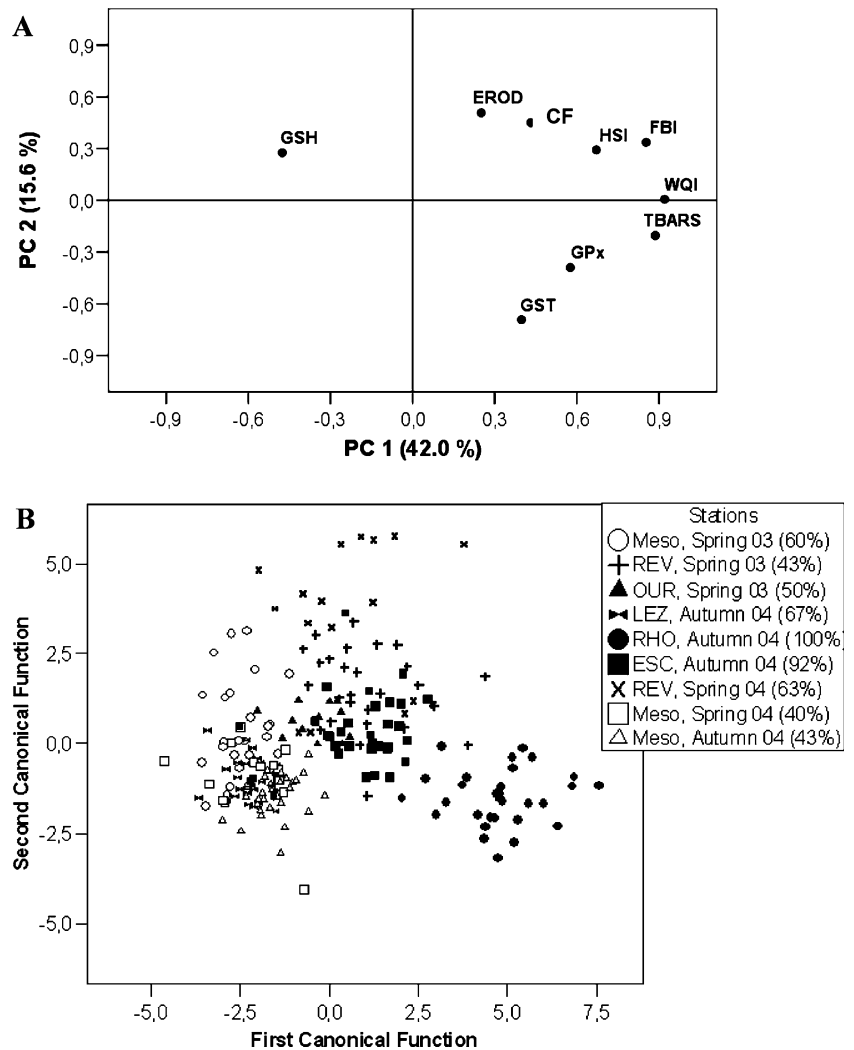 A
0,9
0,6
0,3
0,0
-0,3
-0,6
-0,9
PC 2 (15.6 %)
EROD
CF
GSH
HSI
FBI
WQI
TBARS
GPx
GST
-0,9
-0,6
-0,3
0,0
0,3
0,6
0,9
PC 1 (42.0 %)
B
Stations
Meso, Spring 03 (60%)
REV, Spring 03 (43%)
OUR, Spring 03 (50%)
LEZ, Autumn 04 (67%)
RHO, Autumn 04 (100%)
ESC, Autumn 04 (92%)
REV, Spring 04 (63%)
Meso, Spring 04 (40%)
Meso, Autumn 04 (43%)
5,0
2,5
0,0
-2,5
-5,0
Second Canonical Function
-5,0
-2,5
0,0
2,5
5,0
7,5
First Canonical Function